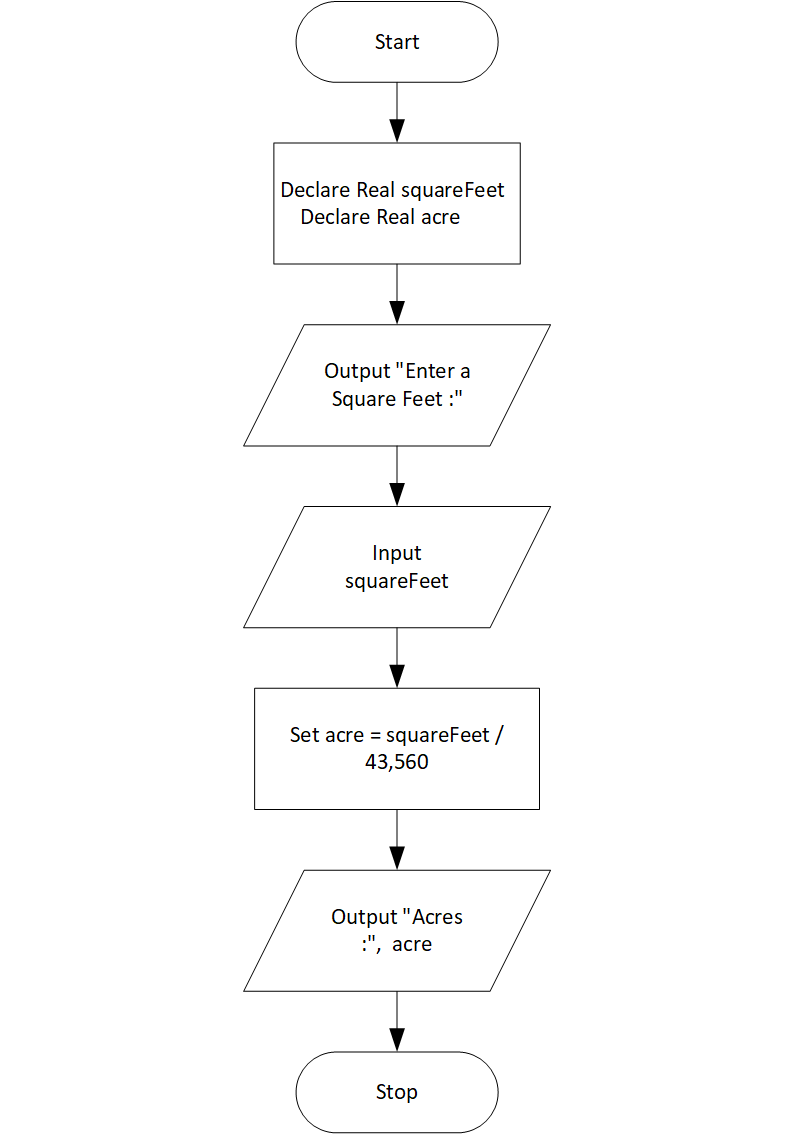 Start
Declare Real squareFeet
Declare Real acre
Output "Enter a
Square Feet :"
Input
squareFeet
Set acre = squareFeet /
43,560
Output "Acres
:",  acre
Stop